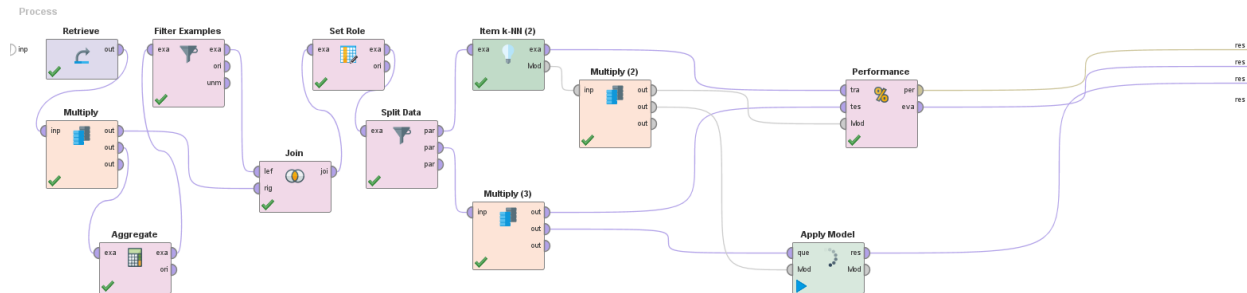 Process
inp
Retrieve
out
Filter Examples
exa
exa
ori
unm
Set Role
exa
exa
ori
Item k-NN (2)
exa
exa
Mod
Multiply (2)
inp
out
out
out
Performance
tra
per
tes
eva
Mod
res
res
res
res
Multiply
inp
out
out
out
Join
lef
joi
rig
Split Data
exa
par
par
par
Multiply (3)
inp
out
out
out
Aggregate
exa
exa
ori
Apply Model
que
res
Mod
Mod